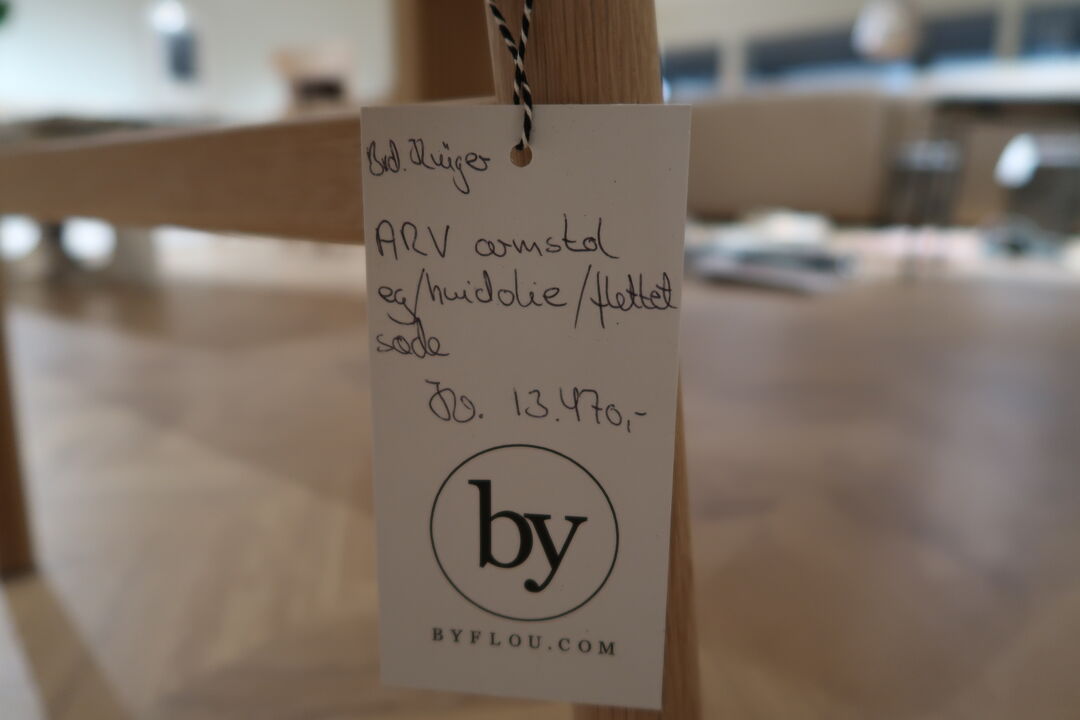 Brd. Krüger
ARV armstol
eg/hvidolie/flettet
sæde
Kr. 13.470,-
by
BYFLOU.COM